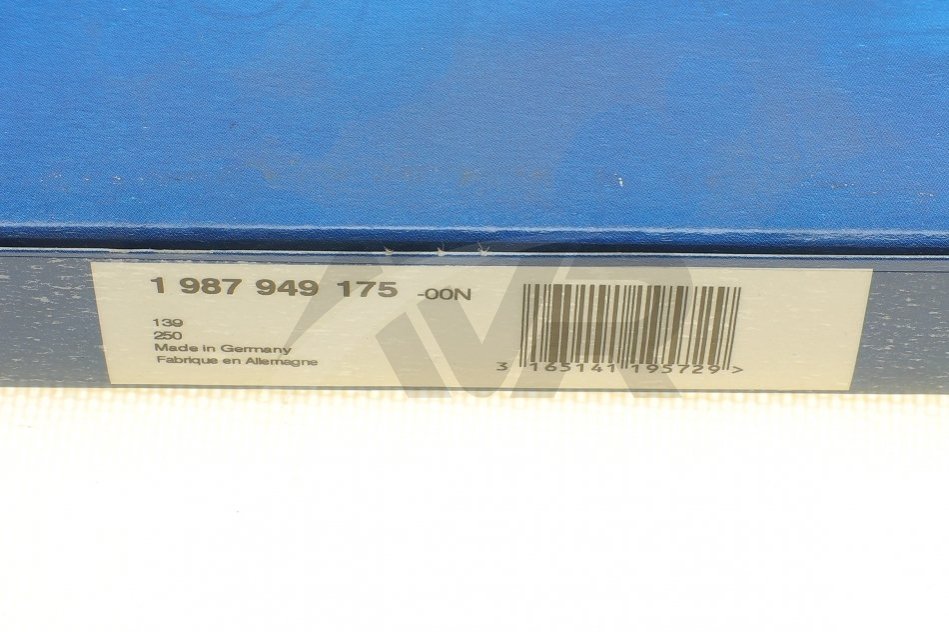 1 987 949 175 -00N
139
250
Made in Germany
Fabrique en Allemagne
3 165141 195729 >